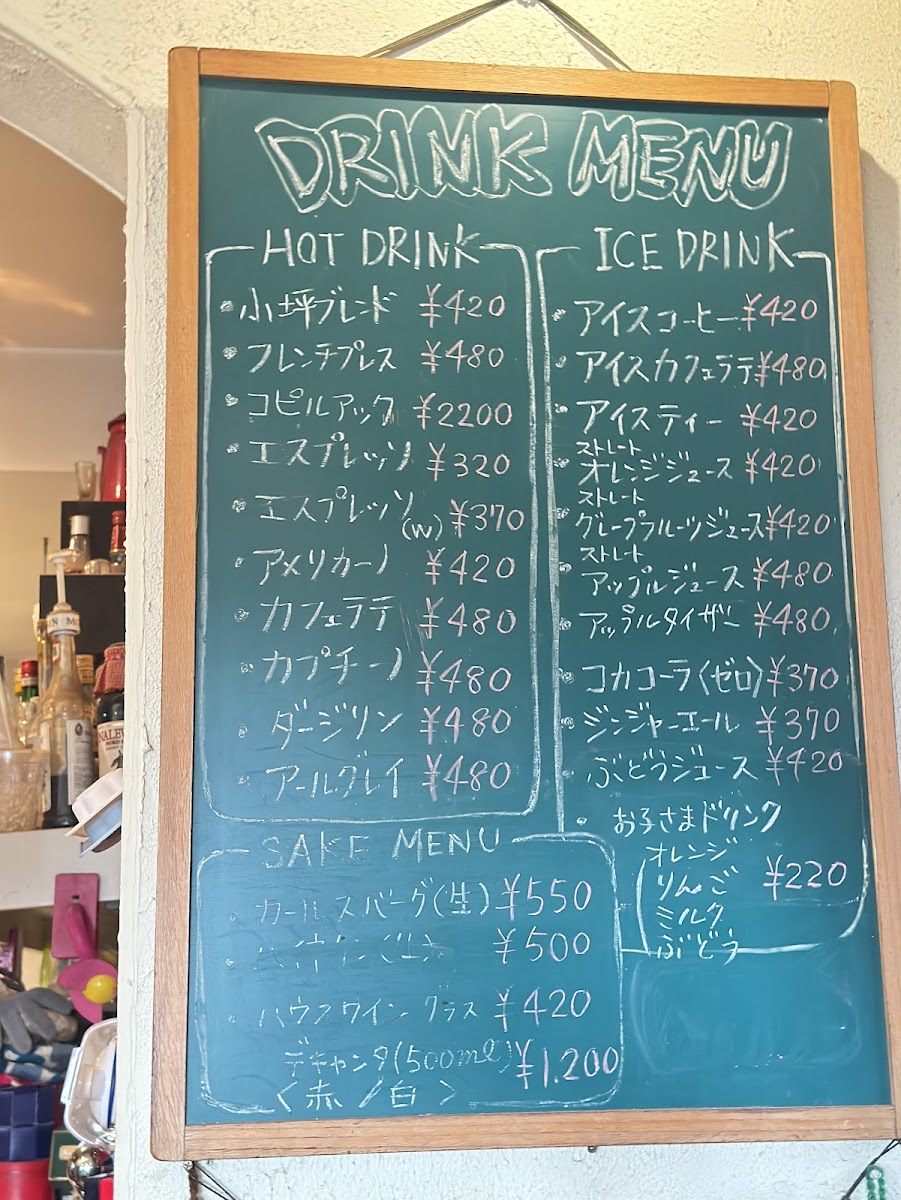 DRINK MENU
HOT DRINK
・小坪ブレンド ¥420
・フレンチプレス ¥480
・コピルアック ¥2200
・エスプレッソ ¥320
・エスプレッソ(W) ¥370
・アメリカーノ ¥420
・カフェラテ ¥480
・カプチーノ ¥480
・ダージリン ¥480
・アールグレイ ¥480
ICE DRINK
・アイスコーヒー ¥420
・アイスカフェラテ ¥480
・アイスティー ¥420
ストレート
オレンジジュース ¥420
ストレート
・グレープフルーツジュース ¥420
ストレート
・アップルジュース ¥480
・アップルタイザー ¥480
・コカコーラ〈ゼロ〉 ¥370
・ジンジャーエール ¥370
・ぶどうジュース ¥420
・お子さまドリンク
オレンジ
りんご ¥220
ミルク
ぶどう
SAKE MENU
・カールスバーグ(生) ¥550
¥500
・ハウスワイン グラス ¥420
デキャンタ(500ml) ¥1.200
〈赤/白〉